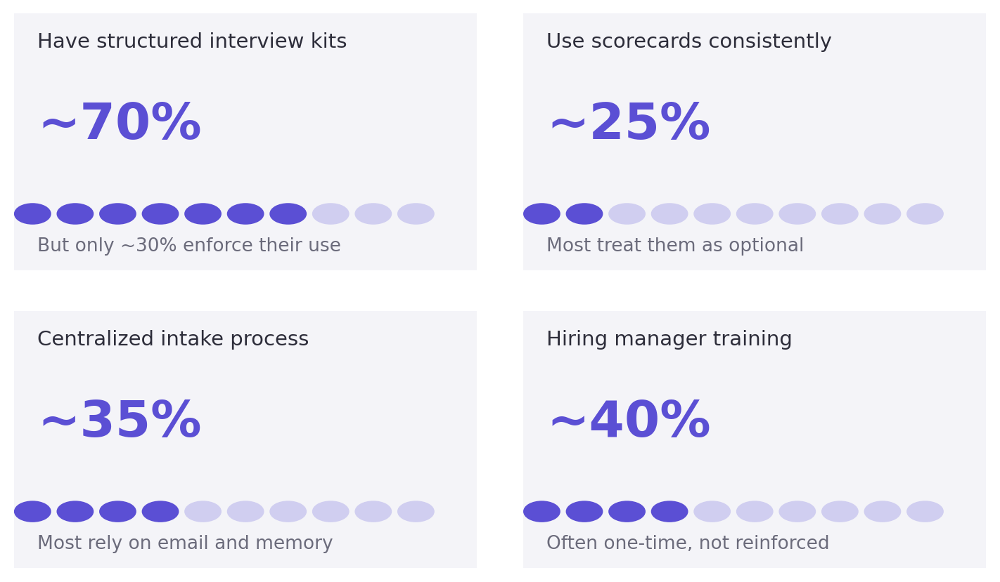 Have structured interview kits
~70%
But only ~30% enforce their use
Use scorecards consistently
~25%
Most treat them as optional
Centralized intake process
~35%
Most rely on email and memory
Hiring manager training
~40%
Often one-time, not reinforced